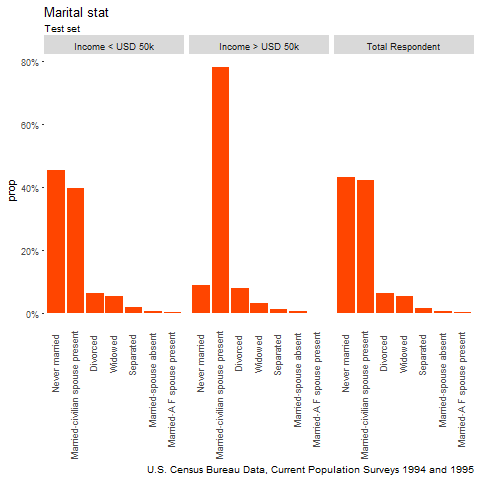 Marital stat
Test set
Income < USD 50k
Income > USD 50k
Total Respondent
prop
80%
60%
40%
20%
0%
Never married
Married-civilian spouse present
Divorced
Widowed
Separated
Married-spouse absent
Married-A F spouse present
Never married
Married-civilian spouse present
Divorced
Widowed
Separated
Married-spouse absent
Married-A F spouse present
Never married
Married-civilian spouse present
Divorced
Widowed
Separated
Married-spouse absent
Married-A F spouse present
U.S. Census Bureau Data, Current Population Surveys 1994 and 1995